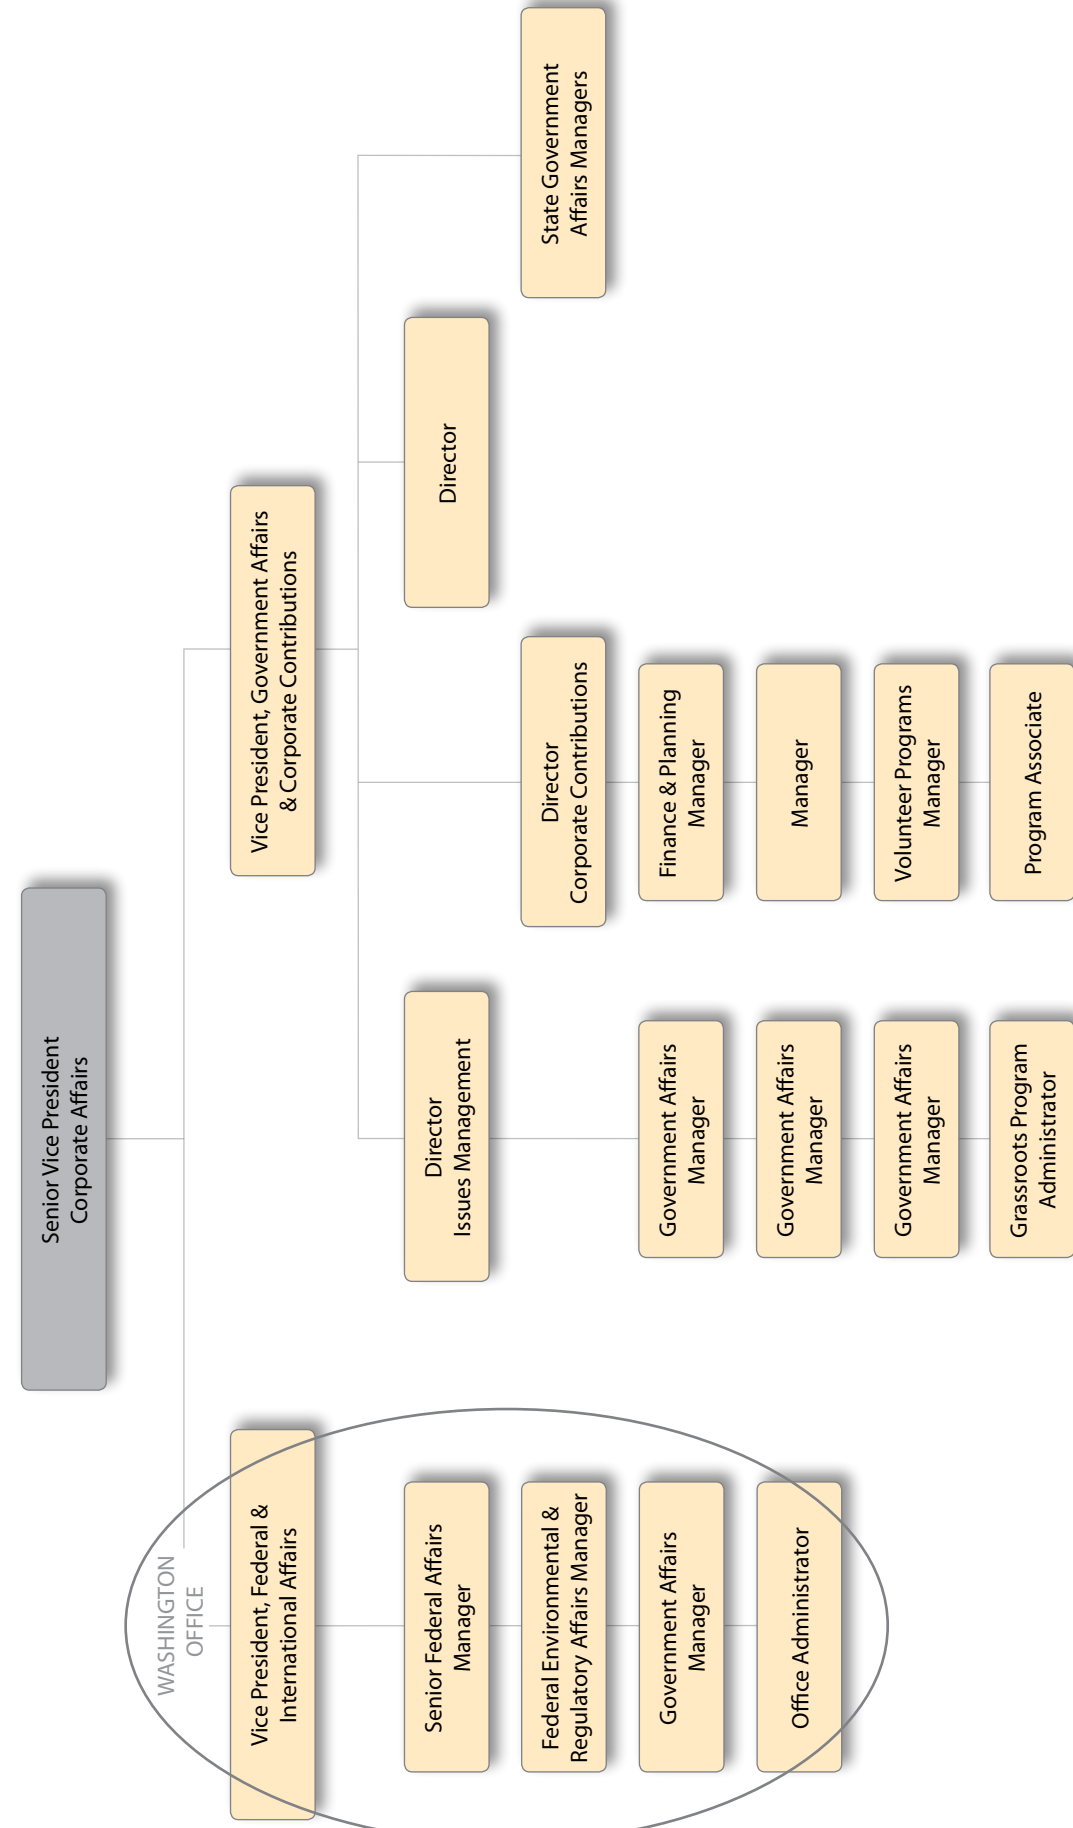 Senior Vice President
Corporate Affairs
WASHINGTON
OFFICE
Vice President, Federal &
International Affairs
Senior Federal Affairs
Manager
Federal Environmental &
Regulatory Affairs Manager
Government Affairs
Manager
Office Administrator
Vice President, Government Affairs
& Corporate Contributions
Director
Issues Management
Government Affairs
Manager
Government Affairs
Manager
Government Affairs
Manager
Grassroots Program
Administrator
Director
Corporate Contributions
Finance & Planning
Manager
Manager
Volunteer Programs
Manager
Program Associate
Director
State Government
Affairs Managers